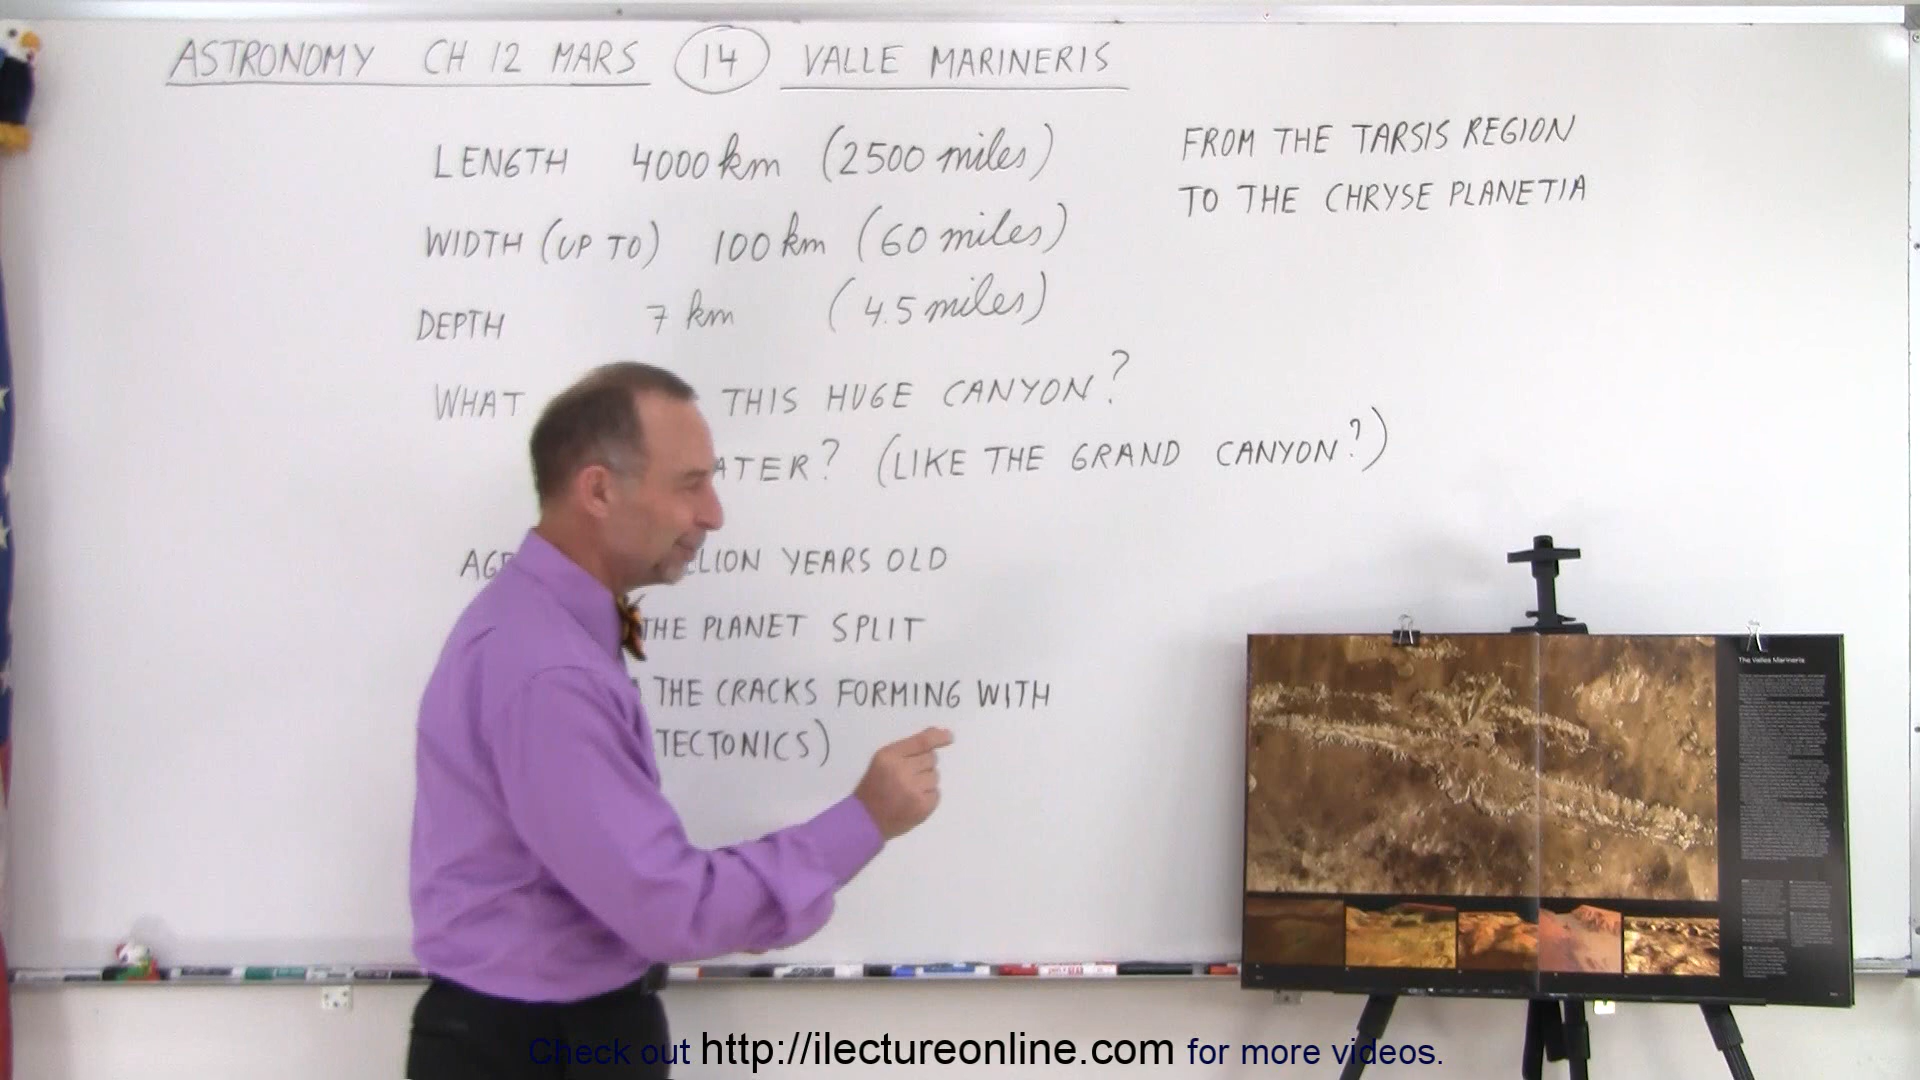 ASTRONOMY CH 12 MARS 14 VALLE MARINERIS
LENGTH 4000 km (2500 miles)
FROM THE TARSIS REGION
TO THE CHRYSE PLANETIA
WIDTH (UP TO) 100 km (60 miles)
DEPTH 7 km (4.5 miles)
WHAT THIS HUGE CANYON?
ATER? (LIKE THE GRAND CANYON?)
LION YEARS OLD
THE PLANET SPLIT
THE CRACKS FORMING WITH
TECTONICS)
The Valles Marineris
Check out http://ilectureonline.com for more videos.